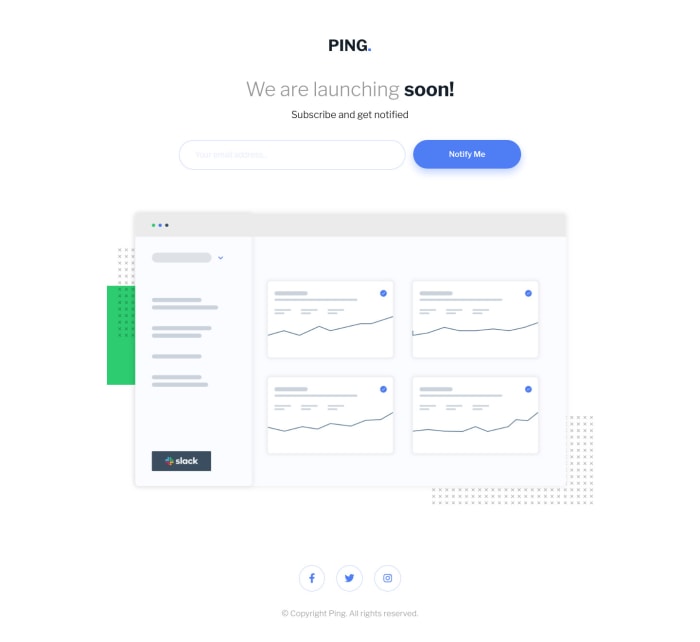 PING.
We are launching soon!
Subscribe and get notified
Your email address...
Notify Me
slack
© Copyright Ping. All rights reserved.